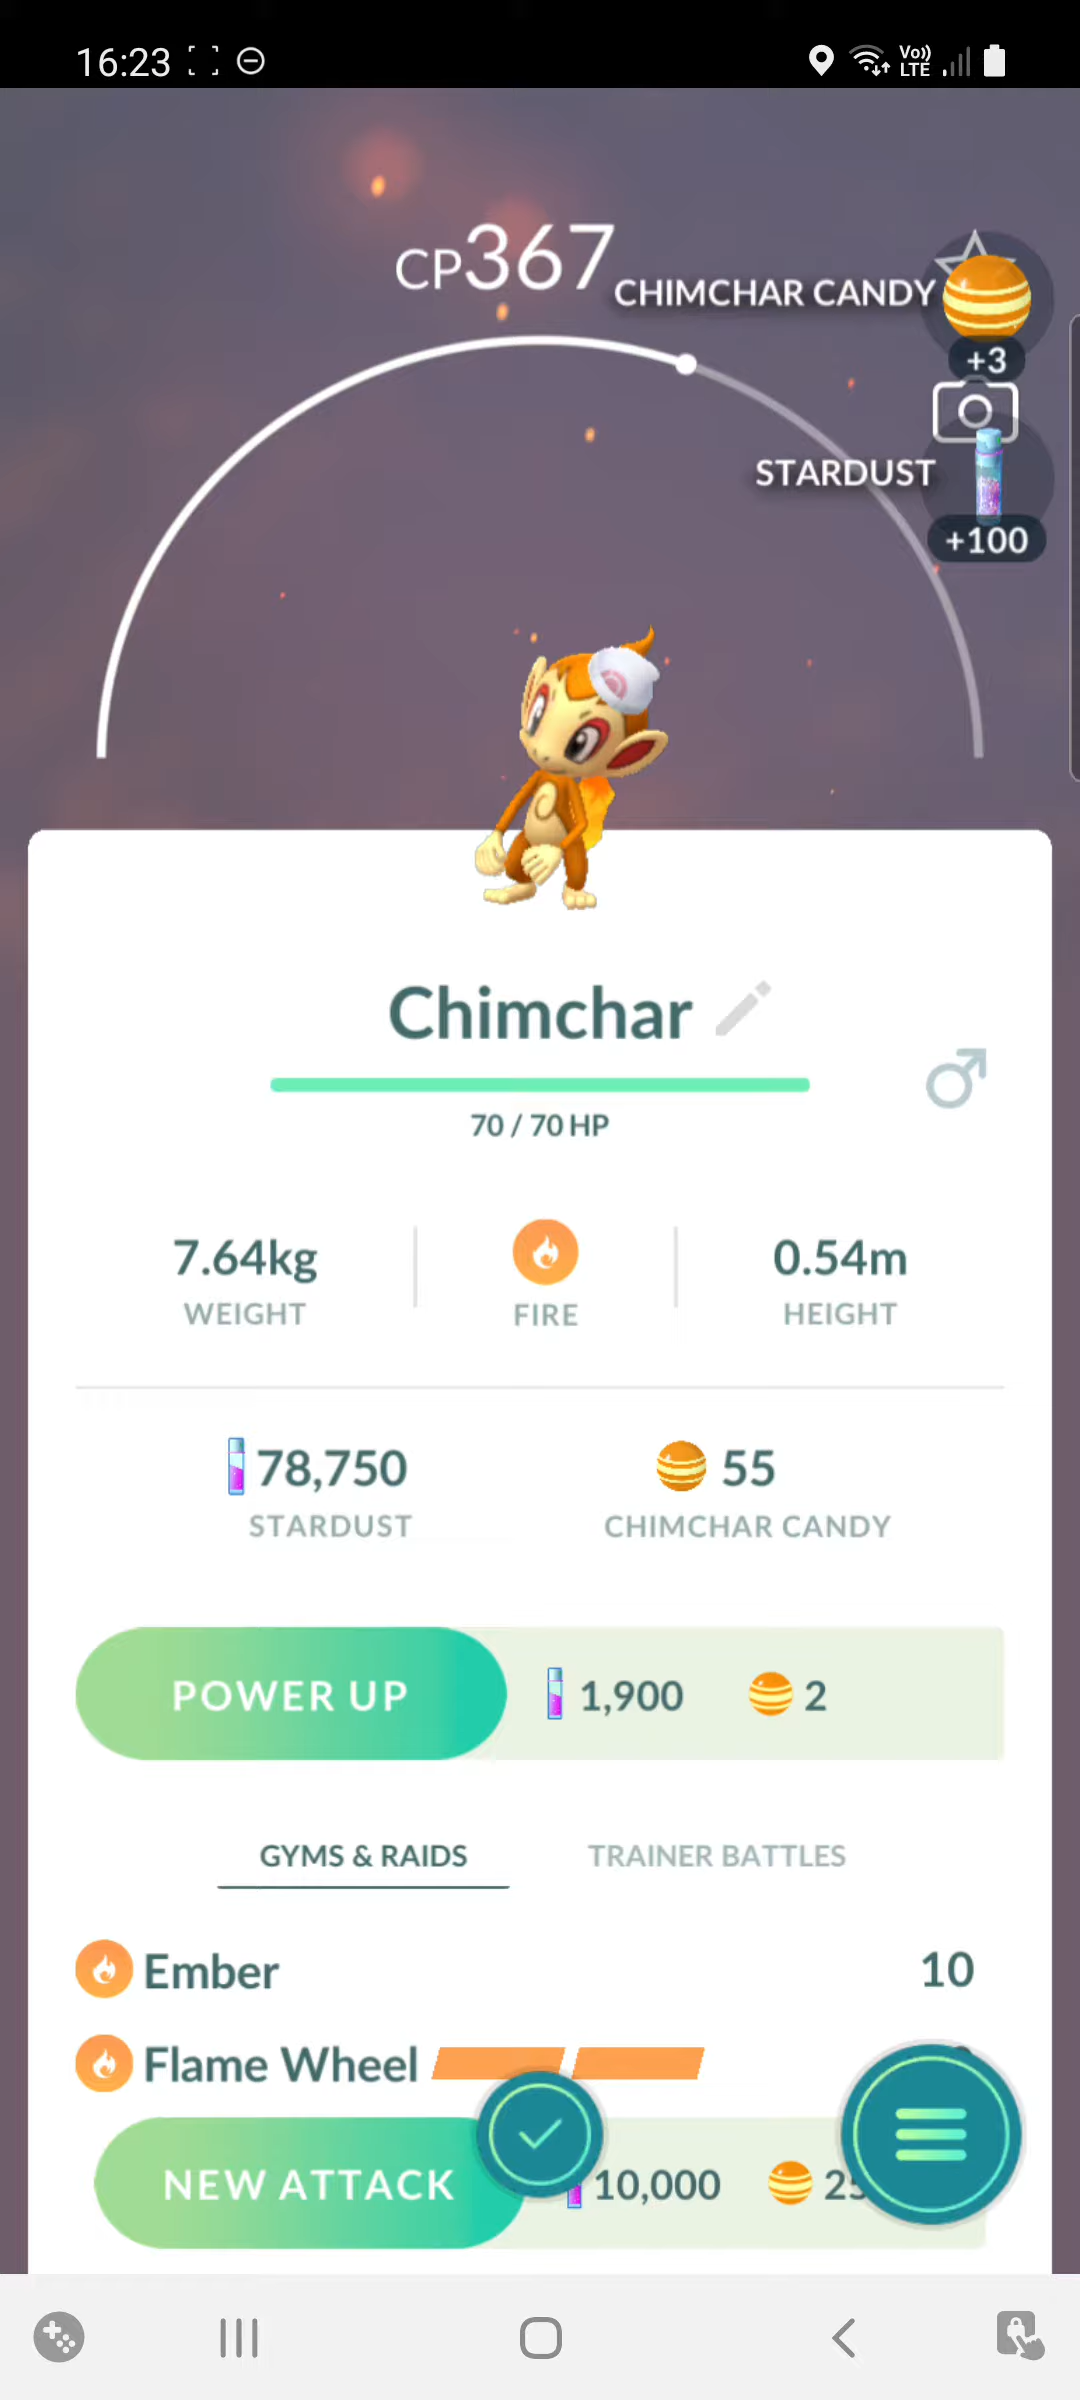 16:23
Vo)) LTE
CP367
CHIMCHAR CANDY
+3
STARDUST
+100
Chimchar
70 / 70 HP
7.64kg
WEIGHT
FIRE
0.54m
HEIGHT
78,750
STARDUST
55
CHIMCHAR CANDY
POWER UP 1,900 2
GYMS & RAIDS TRAINER BATTLES
Ember 10
Flame Wheel
NEW ATTACK 10,000